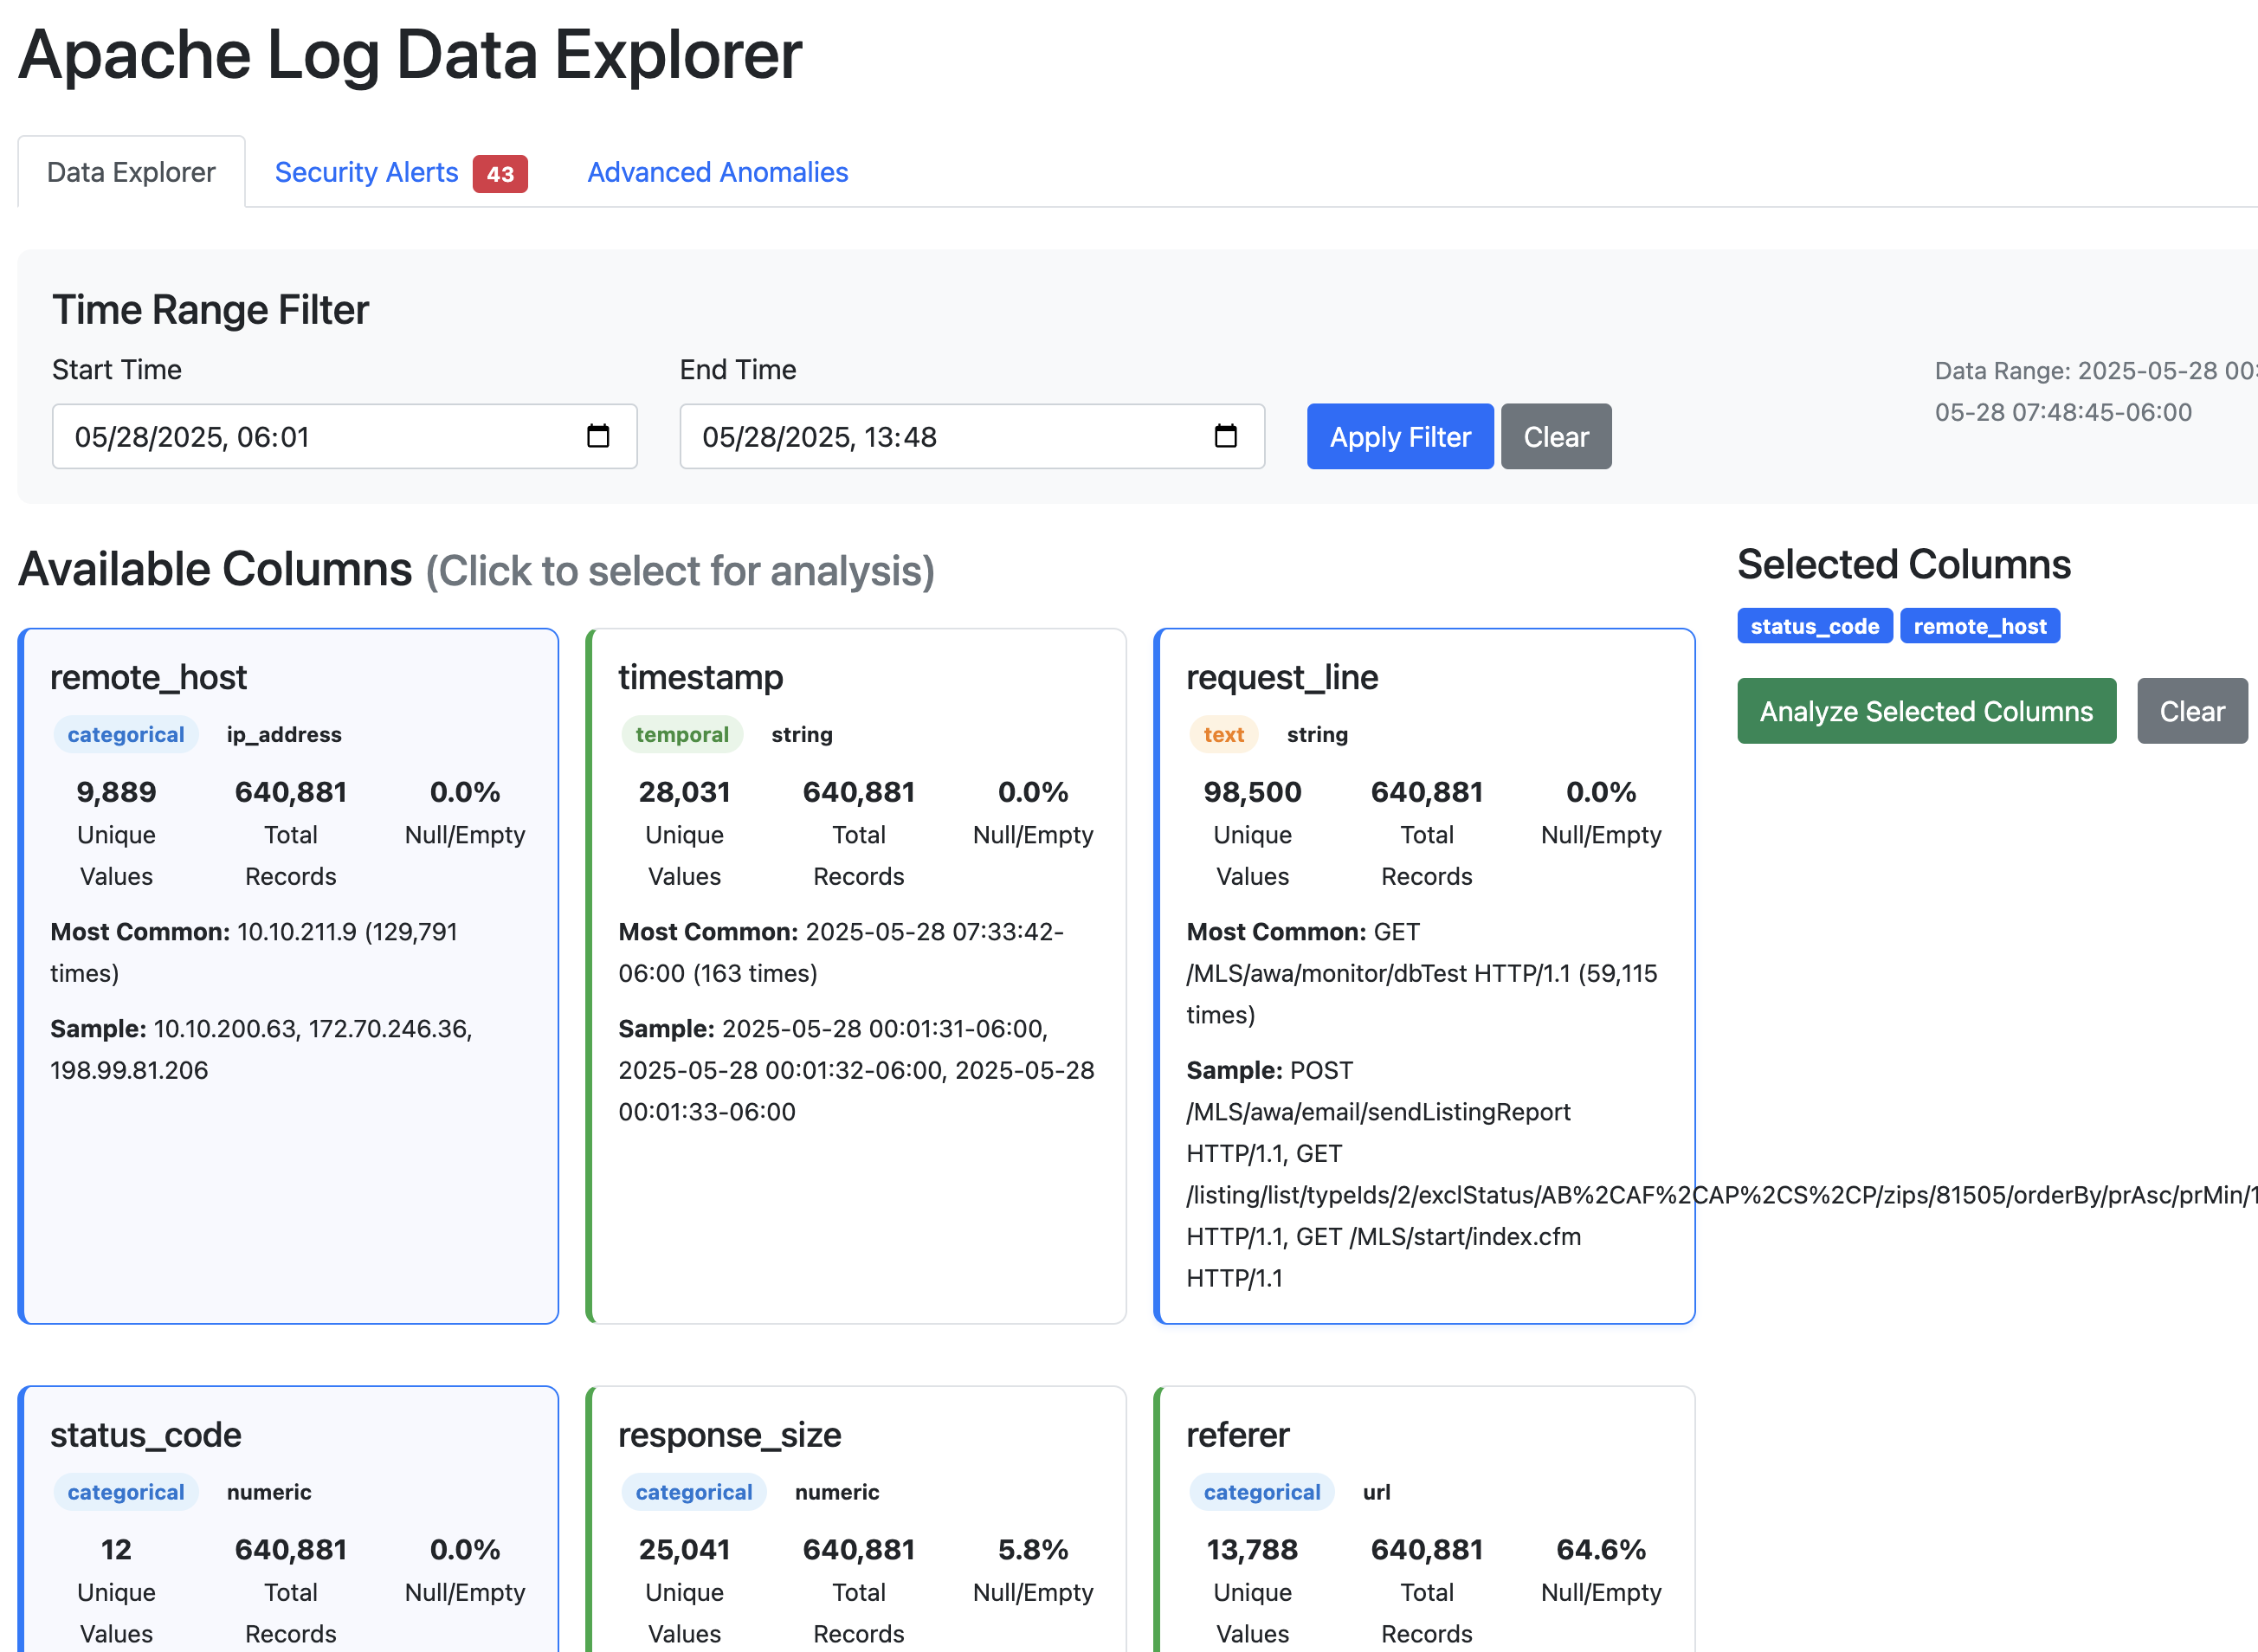 Apache Log Data Explorer
Data Explorer
Security Alerts 43
Advanced Anomalies
Time Range Filter
Start Time
End Time
05/28/2025, 06:01
05/28/2025, 13:48
Apply Filter
Clear
Data Range: 2025-05-28 00:
05-28 07:48:45-06:00
Available Columns (Click to select for analysis)
remote_host
categorical ip_address
9,889 640,881 0.0%
Unique Total Null/Empty
Values Records
Most Common: 10.10.211.9 (129,791
times)
Sample: 10.10.200.63, 172.70.246.36,
198.99.81.206
timestamp
temporal string
28,031 640,881 0.0%
Unique Total Null/Empty
Values Records
Most Common: 2025-05-28 07:33:42-
06:00 (163 times)
Sample: 2025-05-28 00:01:31-06:00,
2025-05-28 00:01:32-06:00, 2025-05-28
00:01:33-06:00
request_line
text string
98,500 640,881 0.0%
Unique Total Null/Empty
Values Records
Most Common: GET
/MLS/awa/monitor/dbTest HTTP/1.1 (59,115
times)
Sample: POST
/MLS/awa/email/sendListingReport
HTTP/1.1, GET
/listing/list/typeIds/2/exclStatus/AB%2CAF%2CAP%2CS%2CP/zips/81505/orderBy/prAsc/prMin/1
HTTP/1.1, GET /MLS/start/index.cfm
HTTP/1.1
Selected Columns
status_code remote_host
Analyze Selected Columns
Clear
status_code
categorical numeric
12 640,881 0.0%
Unique Total Null/Empty
Values Records
response_size
categorical numeric
25,041 640,881 5.8%
Unique Total Null/Empty
Values Records
referer
categorical url
13,788 640,881 64.6%
Unique Total Null/Empty
Values Records